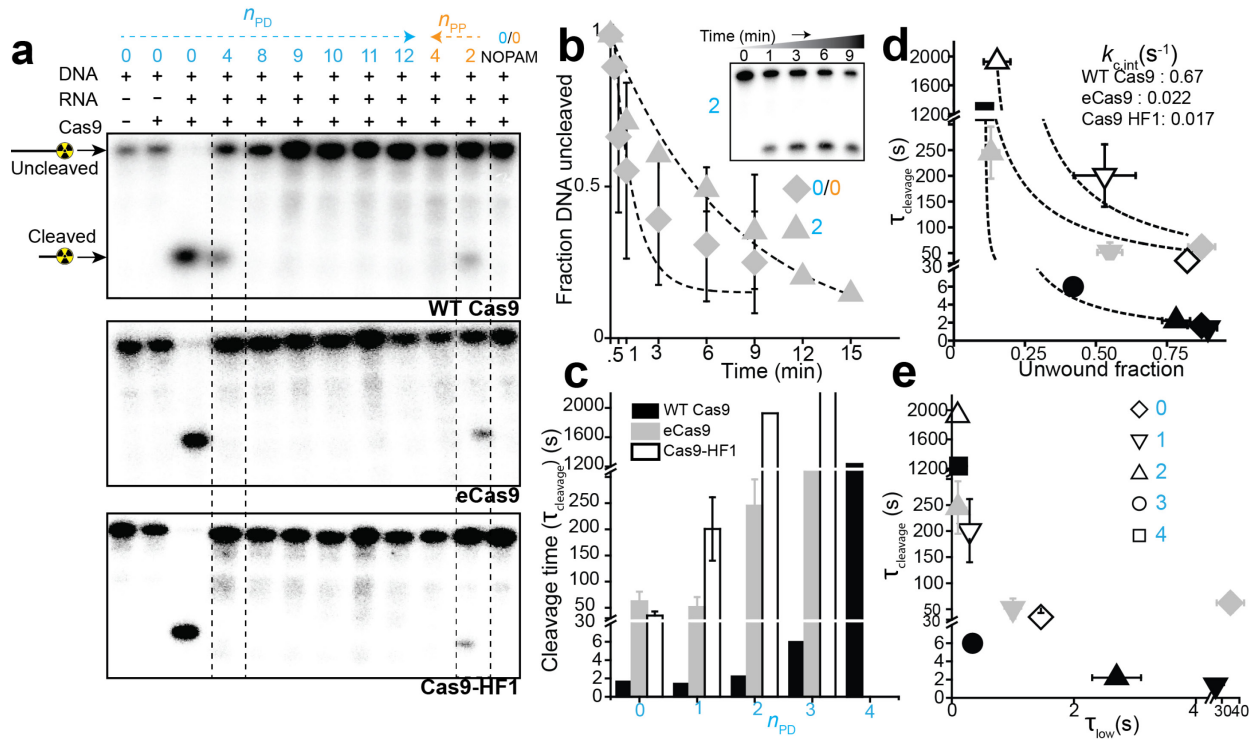 a
n_PD
n_PP
0/0
0 0 0 4 8 9 10 11 12 4 2 NOPAM
DNA + + + + + + + + + + + +
RNA − − + + + + + + + + + +
Cas9 − + + + + + + + + + + +
Uncleaved
Cleaved
WT Cas9
eCas9
Cas9-HF1
b
Time (min) →
0 1 3 6 9
2
0/0
2
Fraction DNA uncleaved
1
0.5
0
.5 1 3 6 9 12 15
Time (min)
c
WT Cas9
eCas9
Cas9-HF1
Cleavage time (τ_cleavage) (s)
2000
1600
1200
250
200
150
100
50
30
6
4
2
0
0 1 2 3 4
n_PD
d
k_c,int(s⁻¹)
WT Cas9 : 0.67
eCas9 : 0.022
Cas9 HF1: 0.017
τ_cleavage (s)
2000
1600
1200
250
200
150
100
50
30
6
4
2
0
0 0.25 0.50 0.75
Unwound fraction
e
0
1
2
3
4
τ_cleavage (s)
2000
1600
1200
250
200
150
100
50
30
6
4
2
0
0 2 4 3040
τ_low(s)